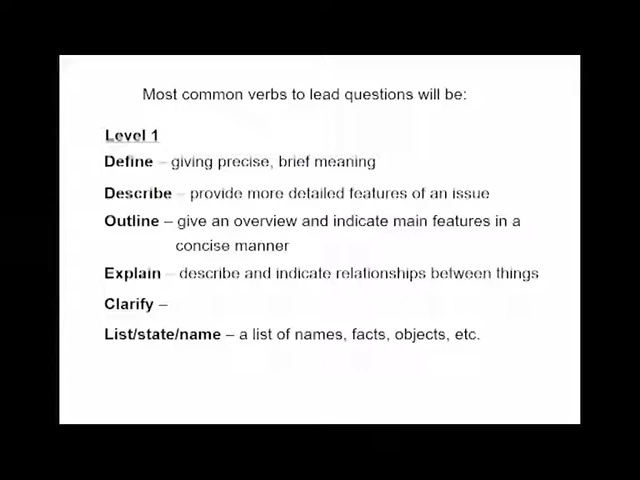 Most common verbs to lead questions will be:
Level 1
Define – giving precise, brief meaning
Describe – provide more detailed features of an issue
Outline – give an overview and indicate main features in a
concise manner
Explain – describe and indicate relationships between things
Clarify –
List/state/name – a list of names, facts, objects, etc.